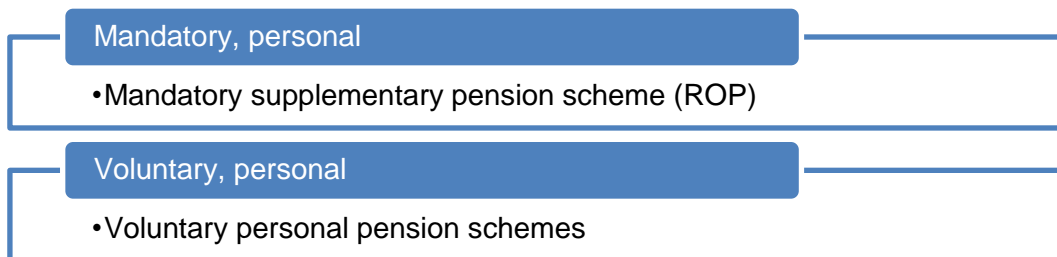 Mandatory, personal
•Mandatory supplementary pension scheme (ROP)
Voluntary, personal
•Voluntary personal pension schemes